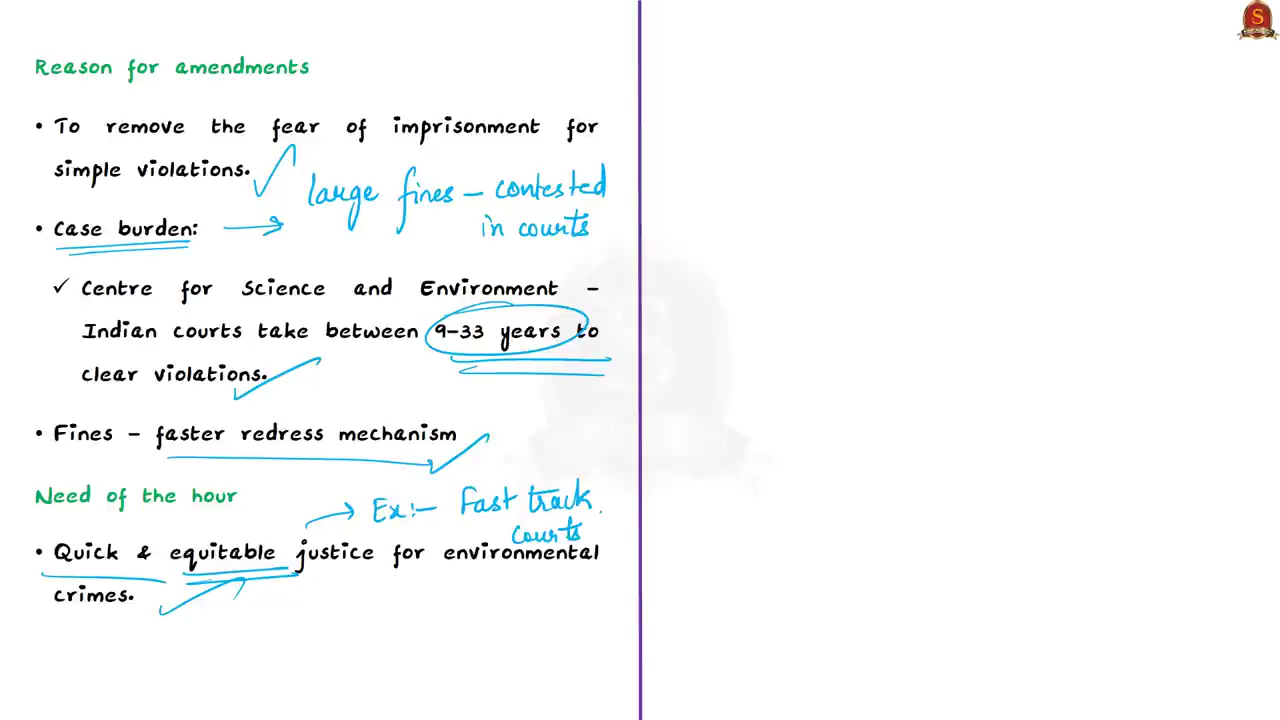 Reason for amendments
• To remove the fear of imprisonment for
simple violations.
large fines – contested
in courts
• Case burden:
✓ Centre for Science and Environment –
Indian courts take between 9-33 years to
clear violations.
• Fines – faster redress mechanism
Need of the hour
Ex:- Fast track
courts
• Quick & equitable justice for environmental
crimes.
S